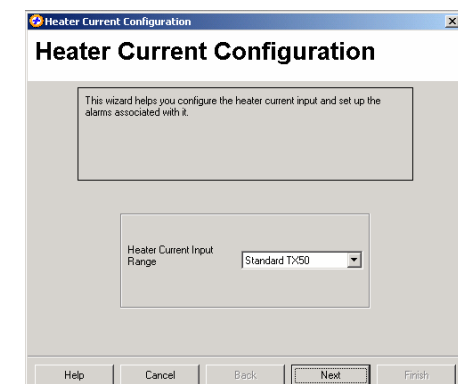 Heater Current Configuration
Heater Current Configuration
This wizard helps you configure the heater current input and set up the
alarms associated with it.
Heater Current Input
Range
Standard TX50
Help Cancel Back Next Finish